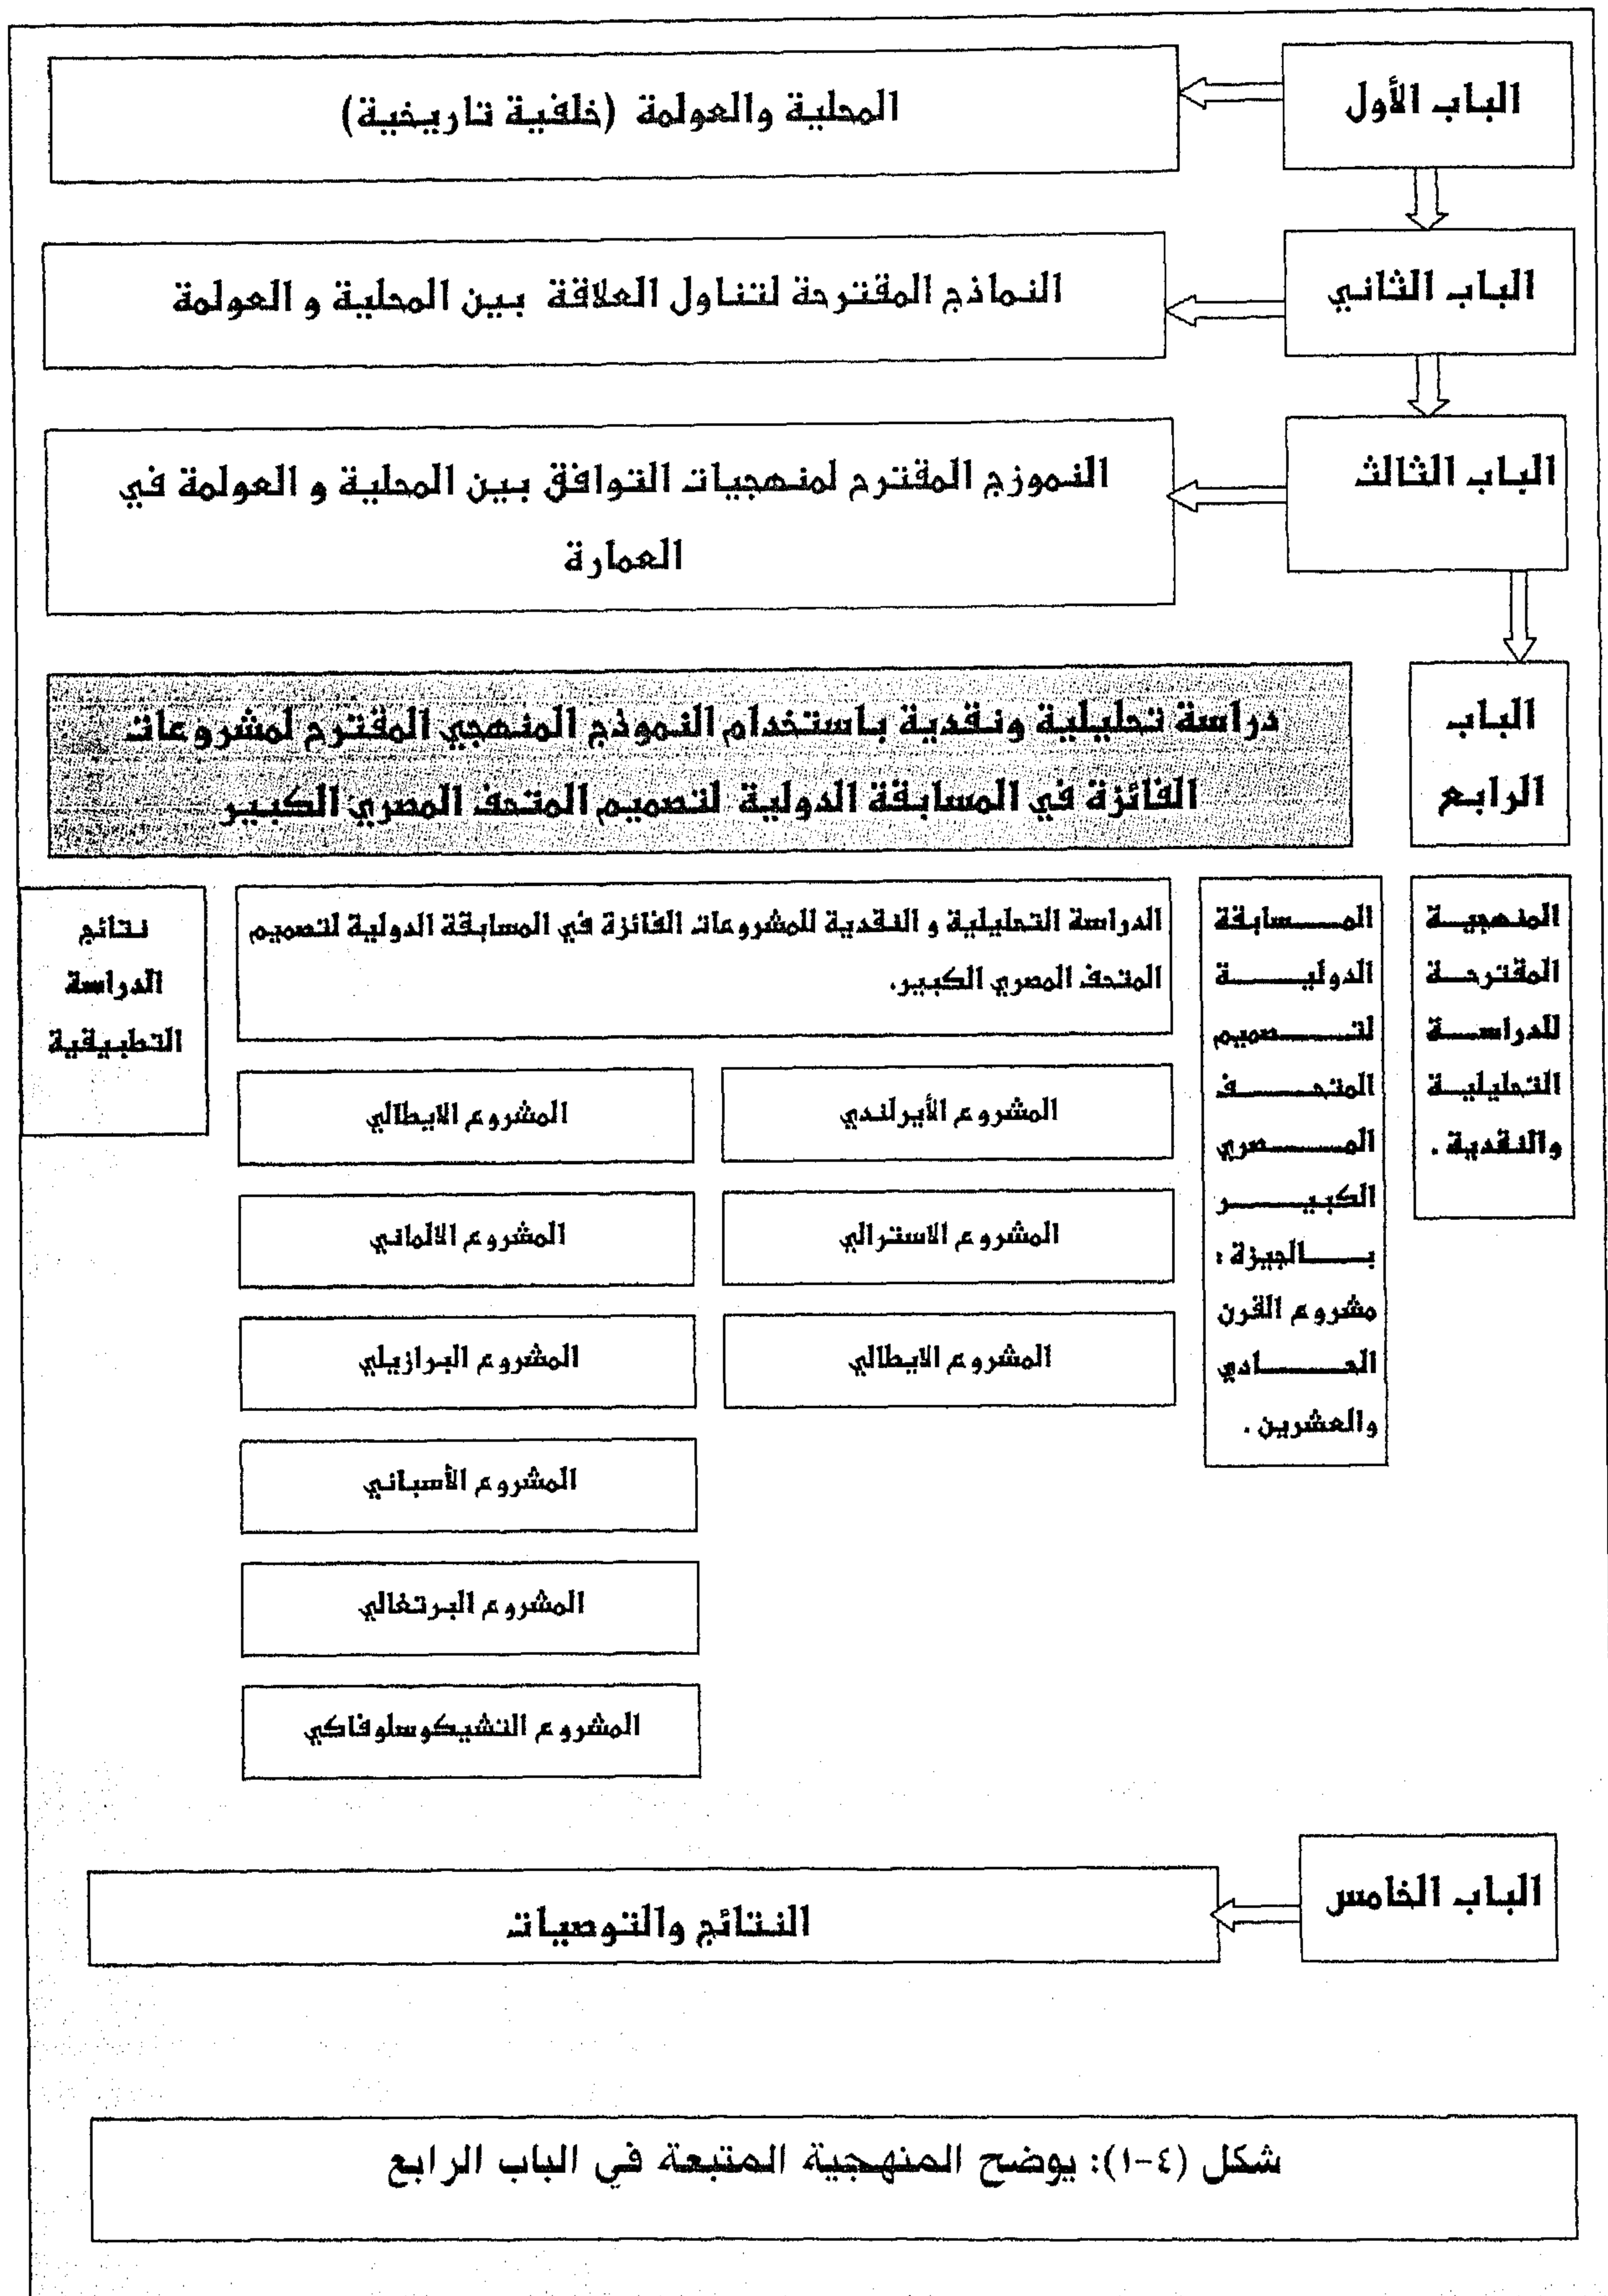 الباب الأول
المحلية والعولمة (خلفية تاريخية)
الباب الثاني
النماذج المقترحة لتناول العلاقة بين المحلية و العولمة
الباب الثالث
النموزج المقترح لمنهجيات التوافق بين المحلية و العولمة في
العمارة
الباب
الرابع
دراسة تحليلية ونقدية باستخدام النموذج المنهجي المقترح لمشروعات
الفائزة في المسابقة الدولية لتصميم المتحف المصري الكبير
المنهجية
المقترحة
للدراسة
التحليلية
والنقدية .
المسابقة
الدولية
لتصميم
المتحف
المصري
الكبير
بالجيزة :
مشروع القرن
الحادي
والعشرين .
الدراسة التحليلية و النقدية للمشروعات الفائزة في المسابقة الدولية لتصميم
المتحف المصري الكبير.
المشروع الأيرلندي
المشروع الاسترالي
المشروع الايطالي
المشروع الايطالي
المشروع الالماني
المشروع البرازيلي
المشروع الأسباني
المشروع البرتغالي
المشروع التشيكوسلوفاكي
نتائج
الدراسة
التطبيقية
الباب الخامس
النتائج والتوصيات
شكل (٤-١): يوضح المنهجية المتبعة في الباب الرابع